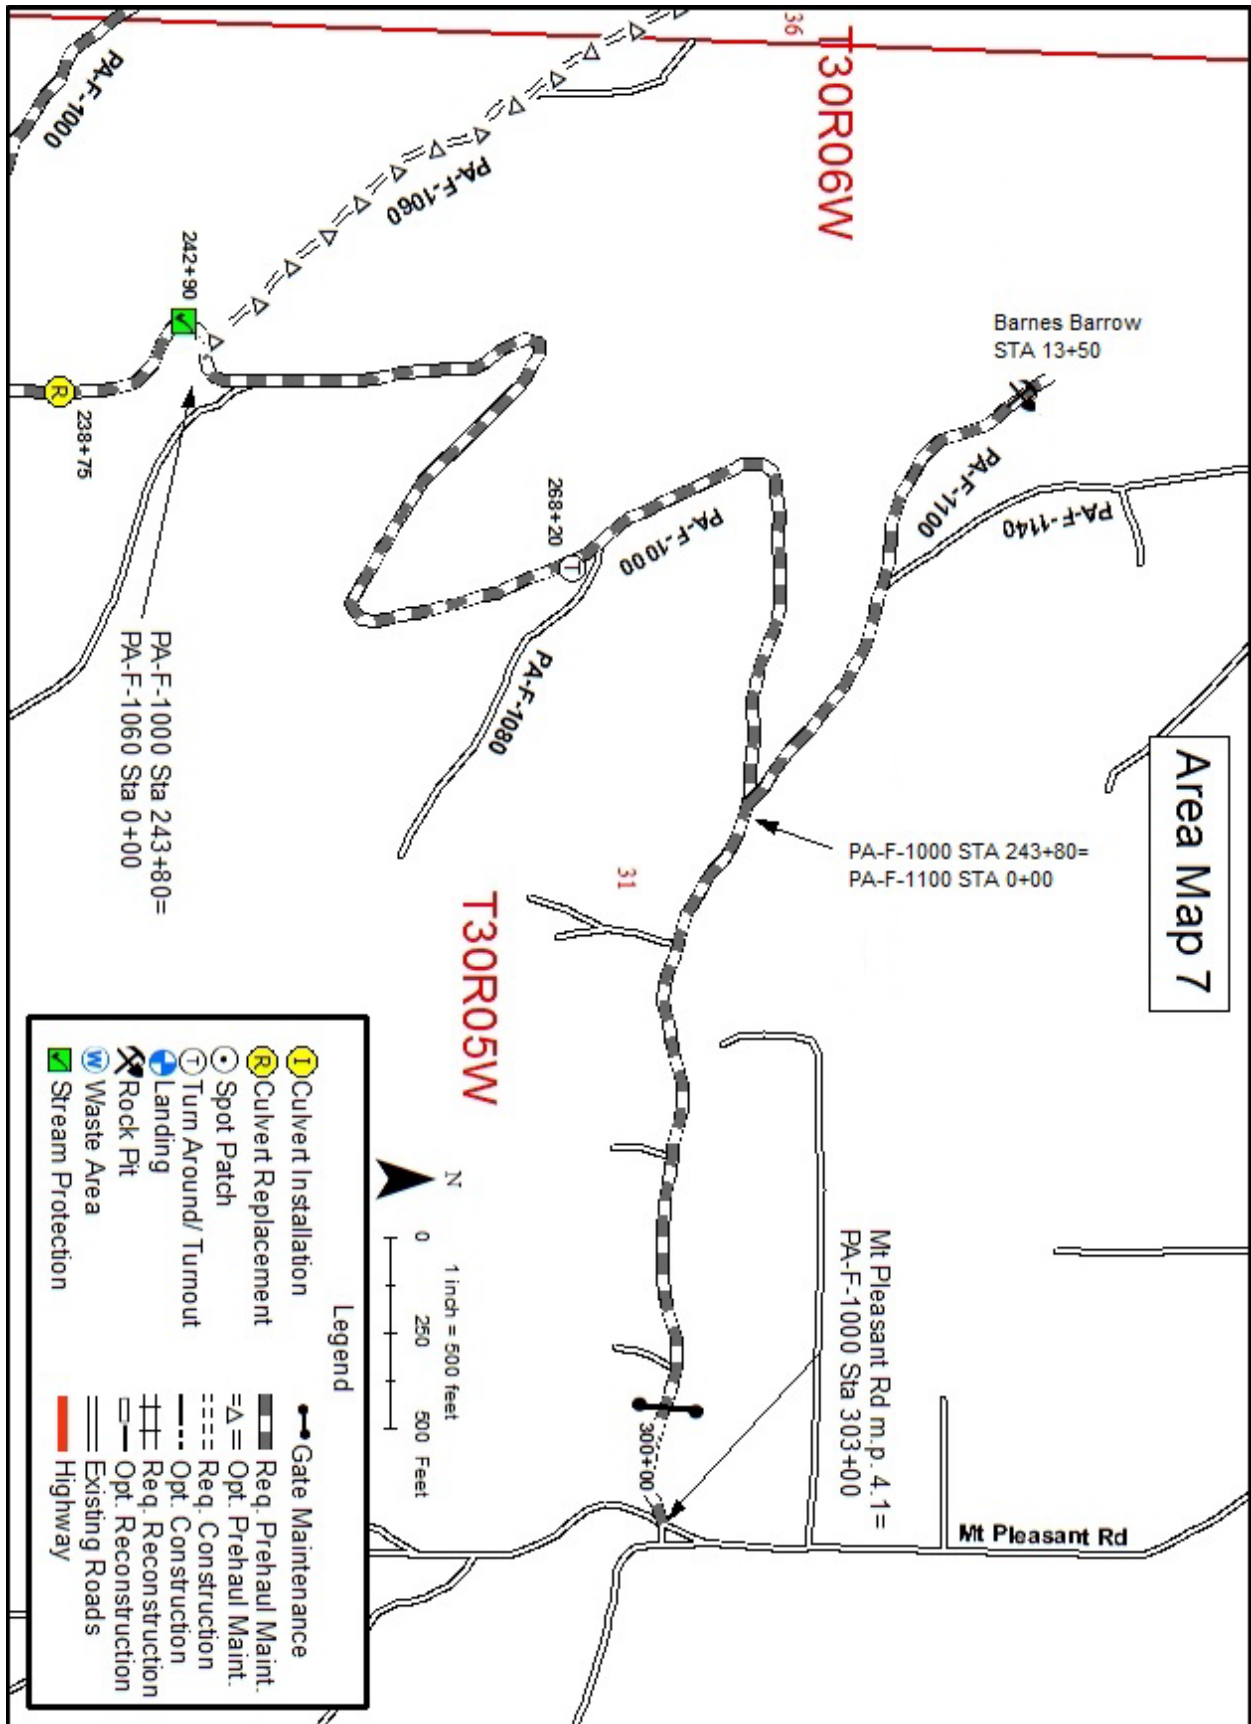 Area Map 7
36
T30R06W
PA-F-1000
PA-F-1060
242+90
238+75
Barnes Barrow
STA 13+50
PA-F-1100
PA-F-1140
268+20
PA-F-1000
PA-F-1080
PA-F-1000 Sta 243+80=
PA-F-1060 Sta 0+00
PA-F-1000 STA 243+80=
PA-F-1100 STA 0+00
31
T30R05W
Mt Pleasant Rd m.p. 4.1=
PA-F-1000 Sta 303+00
300+00
Mt Pleasant Rd
N
1 inch = 500 feet
0 250 500 Feet
Legend
I Culvert Installation
R Culvert Replacement
Spot Patch
T Turn Around/ Turnout
Landing
Rock Pit
W Waste Area
Stream Protection
Gate Maintenance
Req. Prehaul Maint.
Opt. Prehaul Maint.
Req. Construction
Opt. Construction
Req. Reconstruction
Opt. Reconstruction
Existing Roads
Highway
R
T